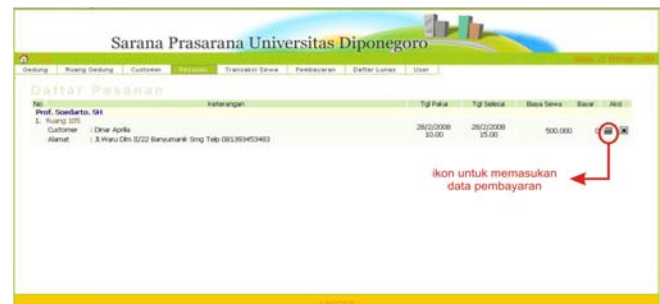 Sarana Prasarana Universitas Diponegoro
Gedung Ruang Gedung Customer Pesanan Transaksi Sewa Pembayaran Daftar Lunas User
Daftar Pesanan
No Keterangan Tgl Pakai Tgl Selesai Biaya Sewa Bayar Aksi
Prof. Soedarto. SH
1. Ruang 105
Customer : Dinar Aprilia 28/2/2008 28/2/2008 500.000 0
Alamat : Jl.Waru Dlm II/22 Banyumanik Smg Telp 081393453483 10.00 15.00
ikon untuk memasukan
data pembayaran